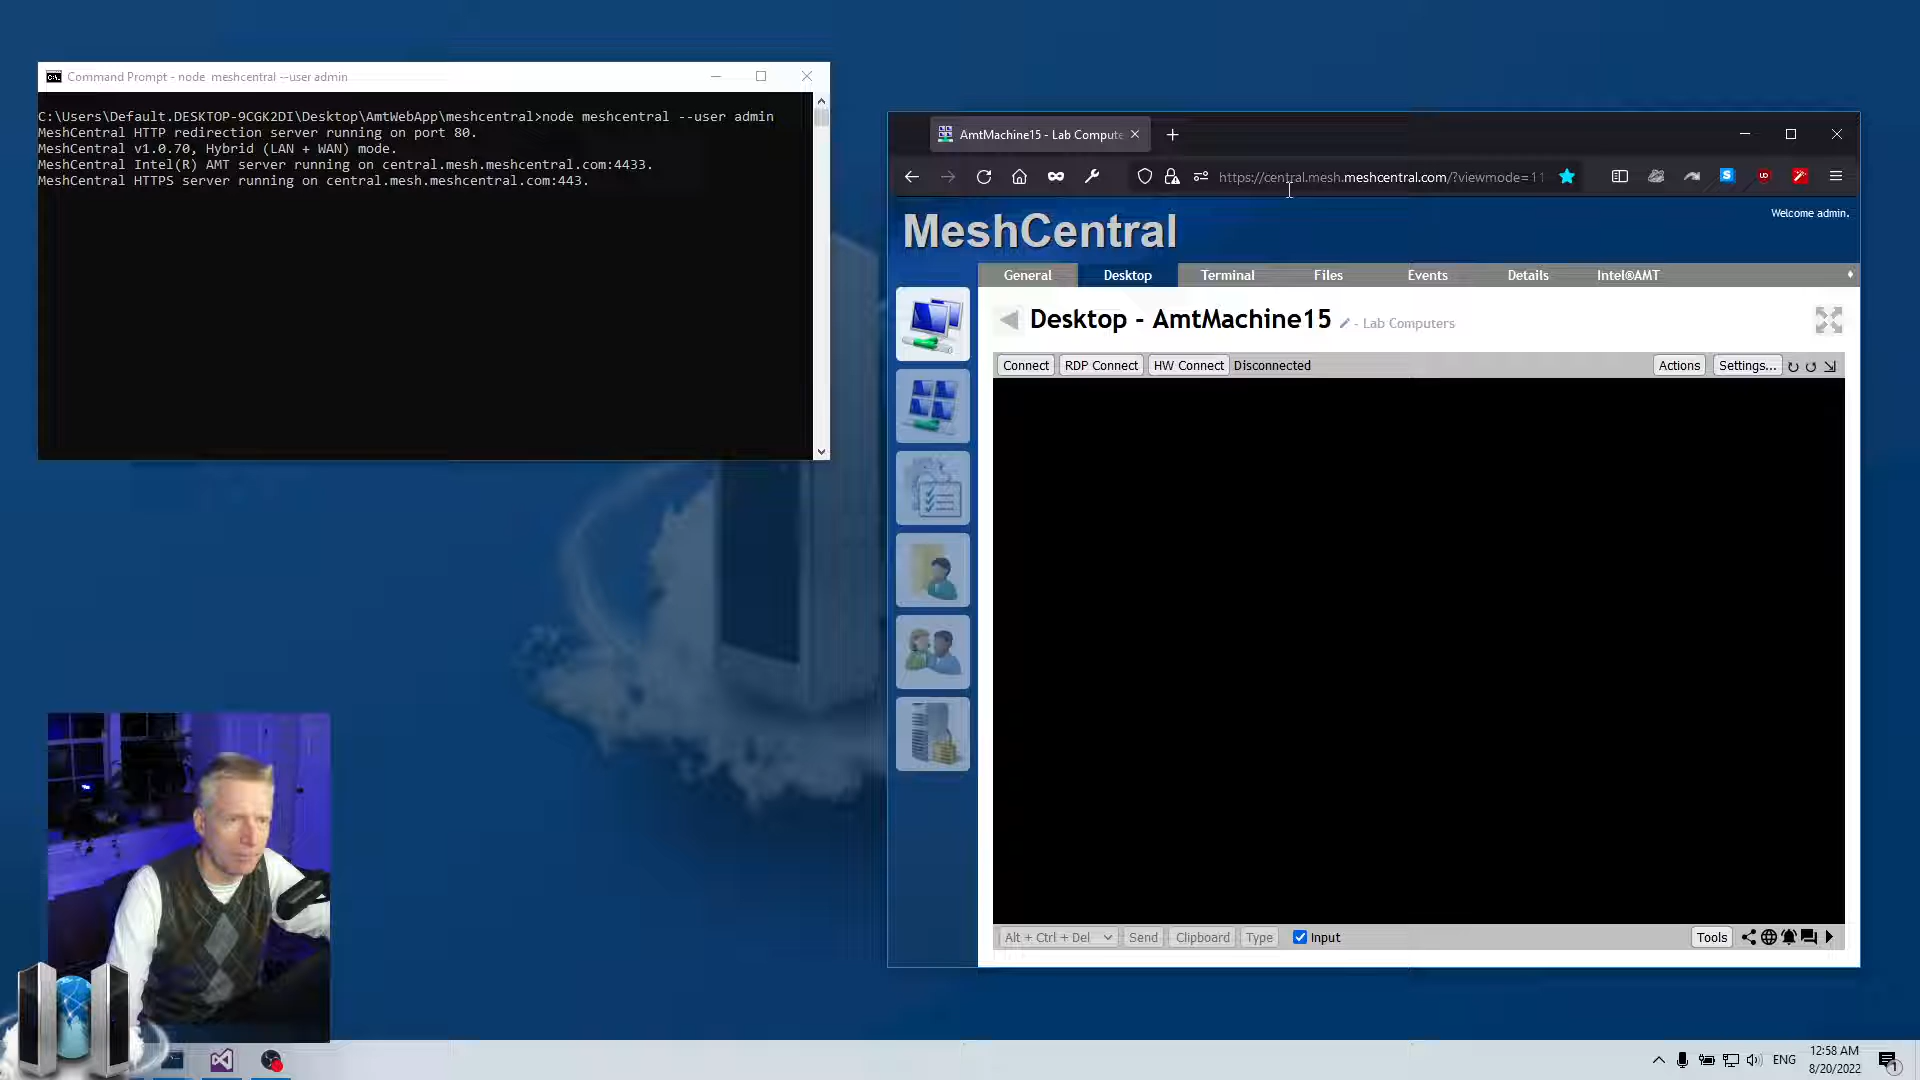 Command Prompt - node  meshcentral --user admin
C:\Users\Default.DESKTOP-9CGK2DI\Desktop\AmtWebApp\meshcentral>node meshcentral --user admin
MeshCentral HTTP redirection server running on port 80.
MeshCentral v1.0.70, Hybrid (LAN + WAN) mode.
MeshCentral Intel(R) AMT server running on central.mesh.meshcentral.com:4433.
MeshCentral HTTPS server running on central.mesh.meshcentral.com:443.
AmtMachine15 - Lab Compute
https://central.mesh.meshcentral.com/?viewmode=11
MeshCentral
Welcome admin.
General Desktop Terminal Files Events Details Intel®AMT
Desktop - AmtMachine15 - Lab Computers
Connect RDP Connect HW Connect Disconnected Actions Settings...
Alt + Ctrl + Del Send Clipboard Type Input Tools
ENG
12:58 AM
8/20/2022
1